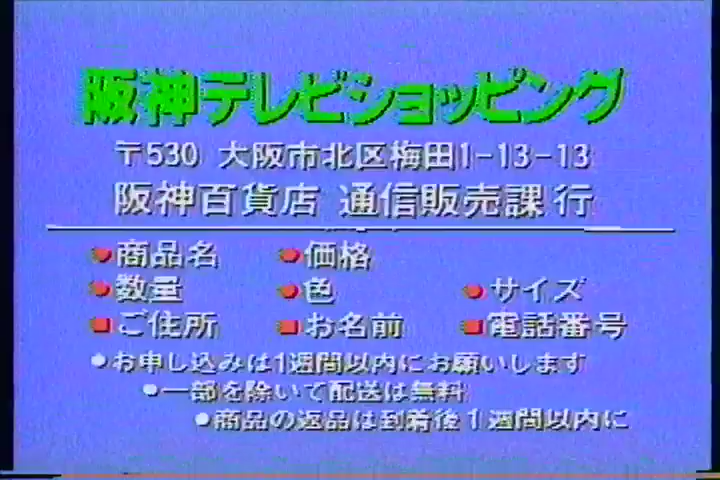 阪神テレビショッピング
〒530 大阪市北区梅田1-13-13
阪神百貨店 通信販売課 行
●商品名 ●価格
●数量 ●色 ●サイズ
■ご住所 ■お名前 ■電話番号
●お申し込みは1週間以内にお願いします
●一部を除いて配送は無料
●商品の返品は到着後1週間以内に